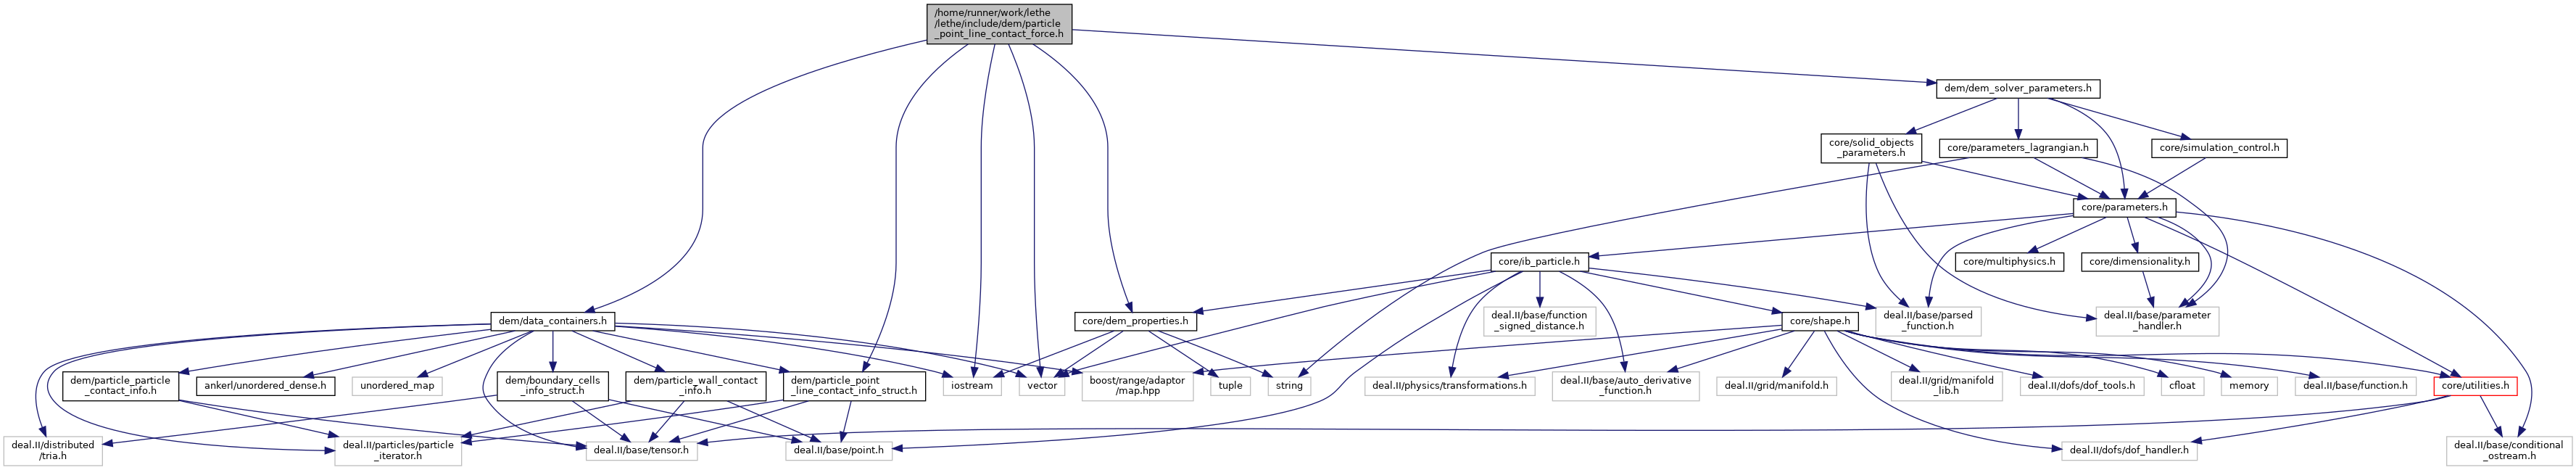 /home/runner/work/lethe
/lethe/include/dem/particle
_point_line_contact_force.h
dem/dem_solver_parameters.h
core/solid_objects
_parameters.h
core/parameters_lagrangian.h
core/simulation_control.h
core/parameters.h
core/ib_particle.h
core/multiphysics.h
core/dimensionality.h
dem/data_containers.h
core/dem_properties.h
deal.II/base/function
_signed_distance.h
core/shape.h
deal.II/base/parsed
_function.h
deal.II/base/parameter
_handler.h
dem/particle_particle
_contact_info.h
ankerl/unordered_dense.h
unordered_map
dem/boundary_cells
_info_struct.h
dem/particle_wall_contact
_info.h
dem/particle_point
_line_contact_info_struct.h
iostream
vector
boost/range/adaptor
/map.hpp
tuple
string
deal.II/physics/transformations.h
deal.II/base/auto_derivative
_function.h
deal.II/grid/manifold.h
deal.II/grid/manifold
_lib.h
deal.II/dofs/dof_tools.h
cfloat
memory
deal.II/base/function.h
core/utilities.h
deal.II/distributed
/tria.h
deal.II/particles/particle
_iterator.h
deal.II/base/tensor.h
deal.II/base/point.h
deal.II/dofs/dof_handler.h
deal.II/base/conditional
_ostream.h